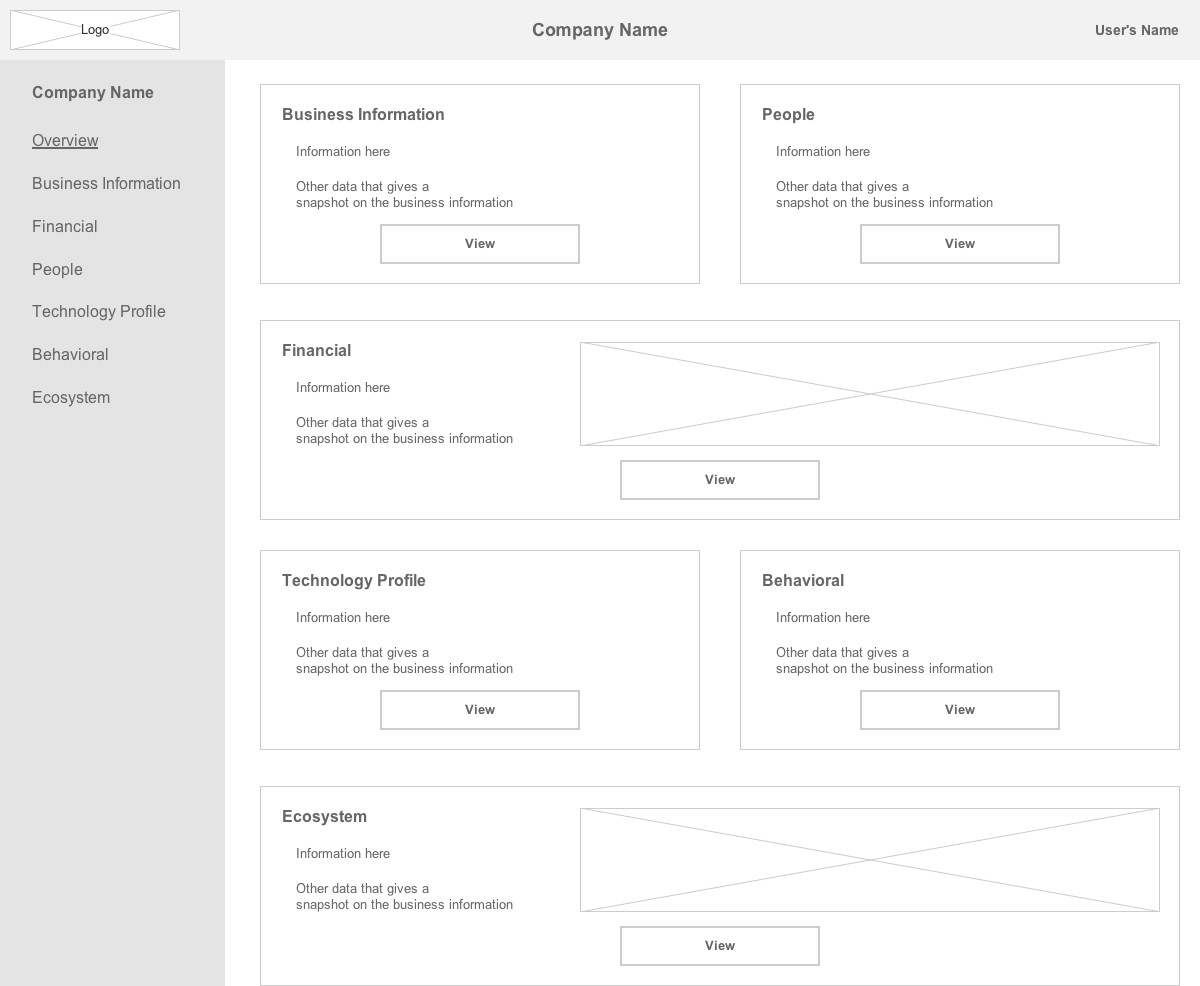 Logo
Company Name
User's Name
Company Name
Overview
Business Information
Financial
People
Technology Profile
Behavioral
Ecosystem
Business Information
Information here
Other data that gives a
snapshot on the business information
View
People
Information here
Other data that gives a
snapshot on the business information
View
Financial
Information here
Other data that gives a
snapshot on the business information
View
Technology Profile
Information here
Other data that gives a
snapshot on the business information
View
Behavioral
Information here
Other data that gives a
snapshot on the business information
View
Ecosystem
Information here
Other data that gives a
snapshot on the business information
View